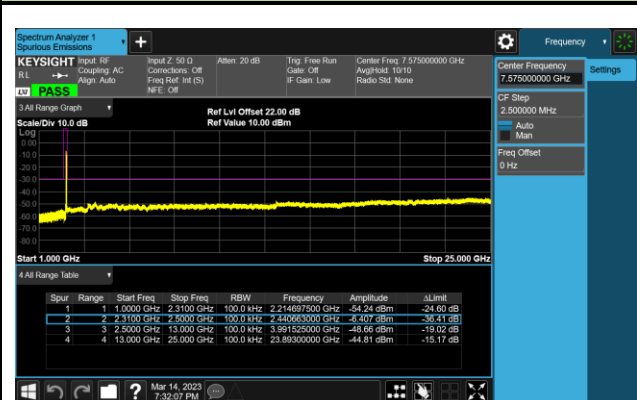 Spectrum Analyzer 1
Spurious Emissions
Frequency
KEYSIGHT Input: RF Input Z: 50 Ω Atten: 20 dB Trig: Free Run Center Freq: 7.575000000 GHz
RL Coupling: AC Corrections: Off Gate: Off Avg|Hold: 10/10
Align: Auto Freq Ref: Int (S) IF Gain: Low Radio Std: None
NFE: Off
LXI PASS
Center Frequency
7.575000000 GHz
Settings
CF Step
2.500000 MHz
Auto
Man
Freq Offset
0 Hz
3 All Range Graph
Ref Lvl Offset 22.00 dB
Scale/Div 10.0 dB Ref Value 10.00 dBm
Log
0.00
-10.0
-20.0
-30.0
-40.0
-50.0
-60.0
-70.0
-80.0
Start 1.000 GHz Stop 25.000 GHz
4 All Range Table
Spur Range Start Freq Stop Freq RBW Frequency Amplitude ΔLimit
1 1 1.0000 GHz 2.3100 GHz 100.0 kHz 2.214697500 GHz -54.24 dBm -24.60 dB
2 2 2.3100 GHz 2.5000 GHz 100.0 kHz 2.440663000 GHz -6.407 dBm -36.41 dB
3 3 2.5000 GHz 13.000 GHz 100.0 kHz 3.991525000 GHz -48.66 dBm -19.02 dB
4 4 13.000 GHz 25.000 GHz 100.0 kHz 23.89300000 GHz -44.81 dBm -15.17 dB
Mar 14, 2023
7:32:07 PM